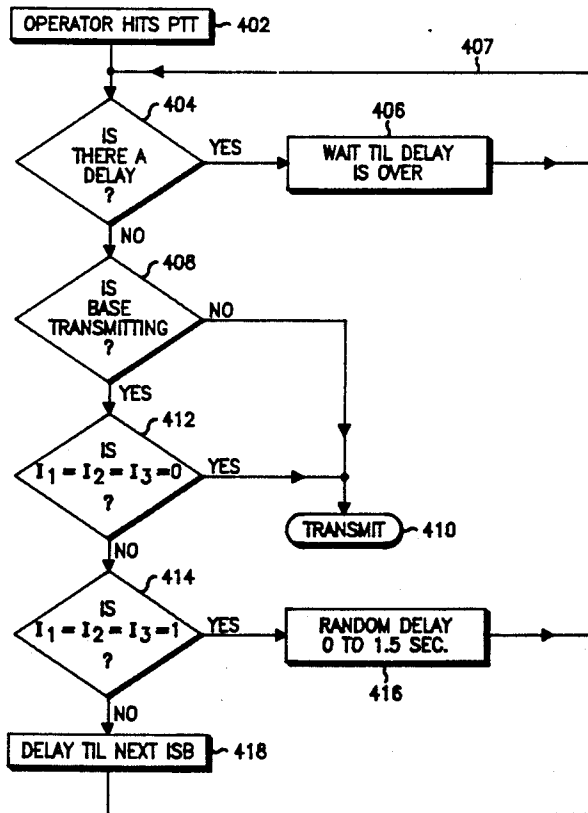 OPERATOR HITS PTT
402
407
404
IS
THERE A
DELAY
?
YES
406
WAIT TIL DELAY
IS OVER
NO
408
IS
BASE
TRANSMITTING
?
NO
YES
412
IS
I1 = I2 = I3 = 0
?
YES
TRANSMIT
410
NO
414
IS
I1 = I2 = I3 = 1
?
YES
RANDOM DELAY
0 TO 1.5 SEC.
416
NO
DELAY TIL NEXT ISB
418